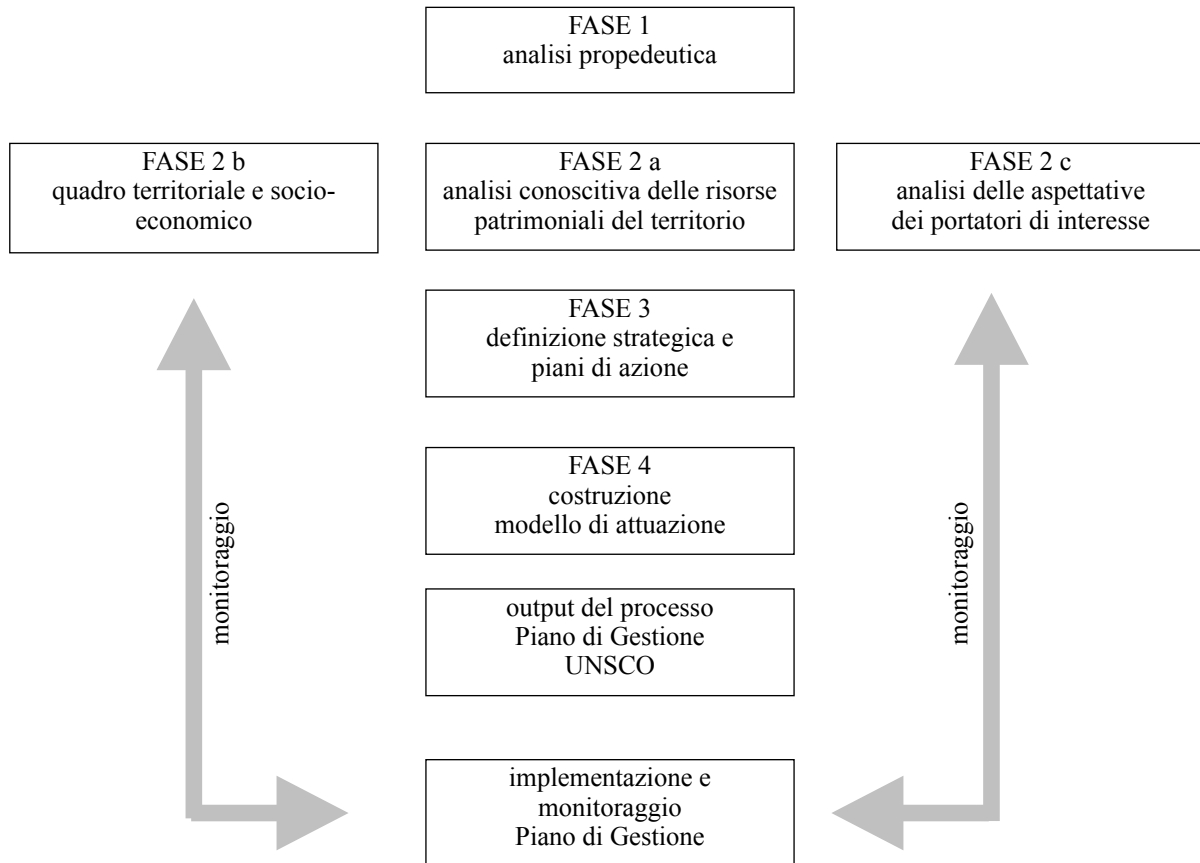 FASE 1
analisi propedeutica
FASE 2 b
quadro territoriale e socio-
economico
FASE 2 a
analisi conoscitiva delle risorse
patrimoniali del territorio
FASE 2 c
analisi delle aspettative
dei portatori di interesse
FASE 3
definizione strategica e
piani di azione
FASE 4
costruzione
modello di attuazione
monitoraggio
monitoraggio
output del processo
Piano di Gestione
UNSCO
implementazione e
monitoraggio
Piano di Gestione